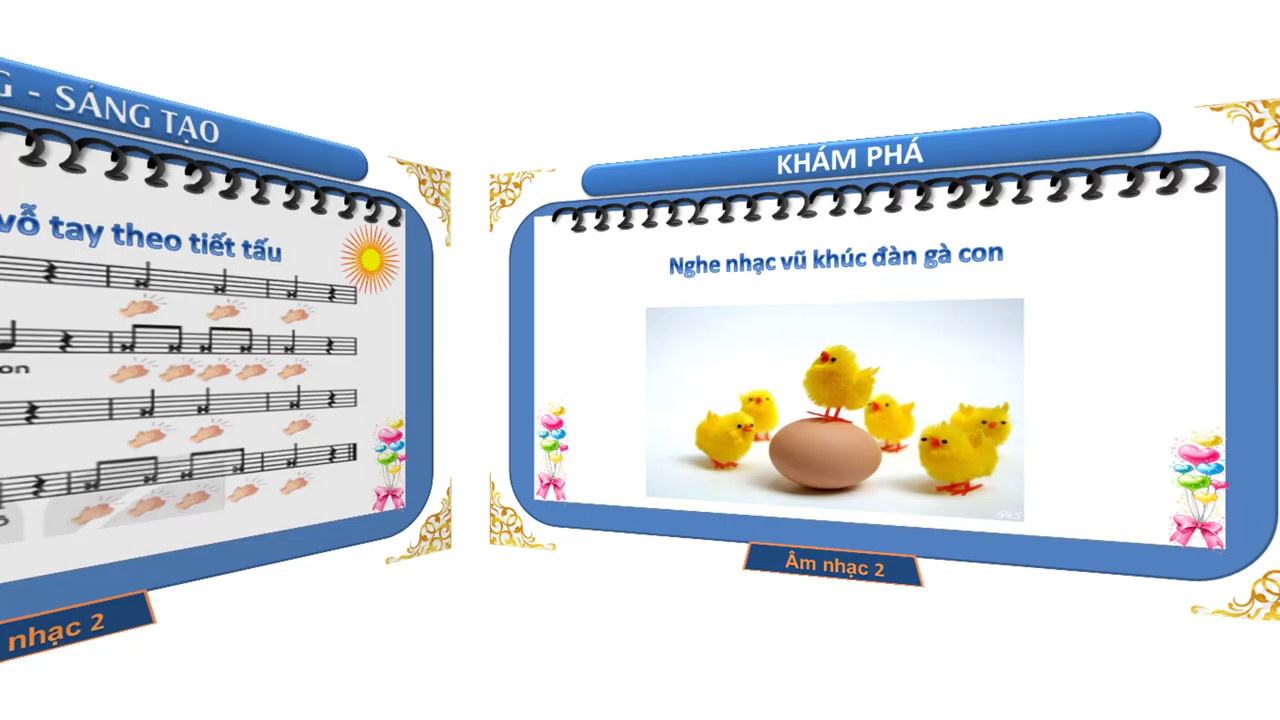 - SÁNG TẠO
vỗ tay theo tiết tấu
nhạc 2
KHÁM PHÁ
Nghe nhạc vũ khúc đàn gà con
Âm nhạc 2